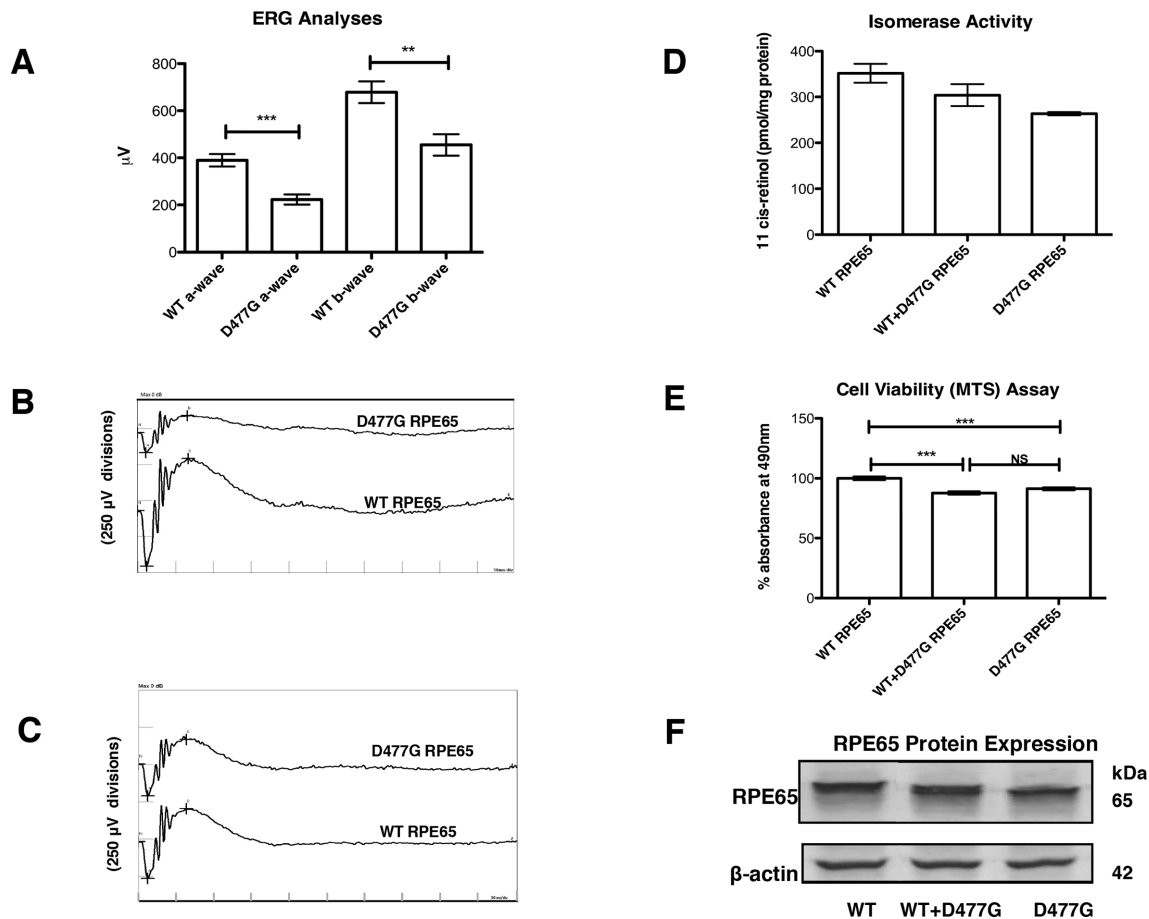 A
ERG Analyses
800
600
400
200
0
µV
***
**
WT a-wave
D477G a-wave
WT b-wave
D477G b-wave
B
Max 0 dB
(250 µV divisions)
D477G RPE65
WT RPE65
C
Max 0 dB
(250 µV divisions)
D477G RPE65
WT RPE65
D
Isomerase Activity
400
300
200
100
0
11 cis-retinol (pmol/mg protein)
WT RPE65
WT+D477G RPE65
D477G RPE65
E
Cell Viability (MTS) Assay
150
100
50
0
% absorbance at 490nm
***
***
NS
WT RPE65
WT+D477G RPE65
D477G RPE65
F
RPE65 Protein Expression
kDa
RPE65
65
β-actin
42
WT WT+D477G D477G